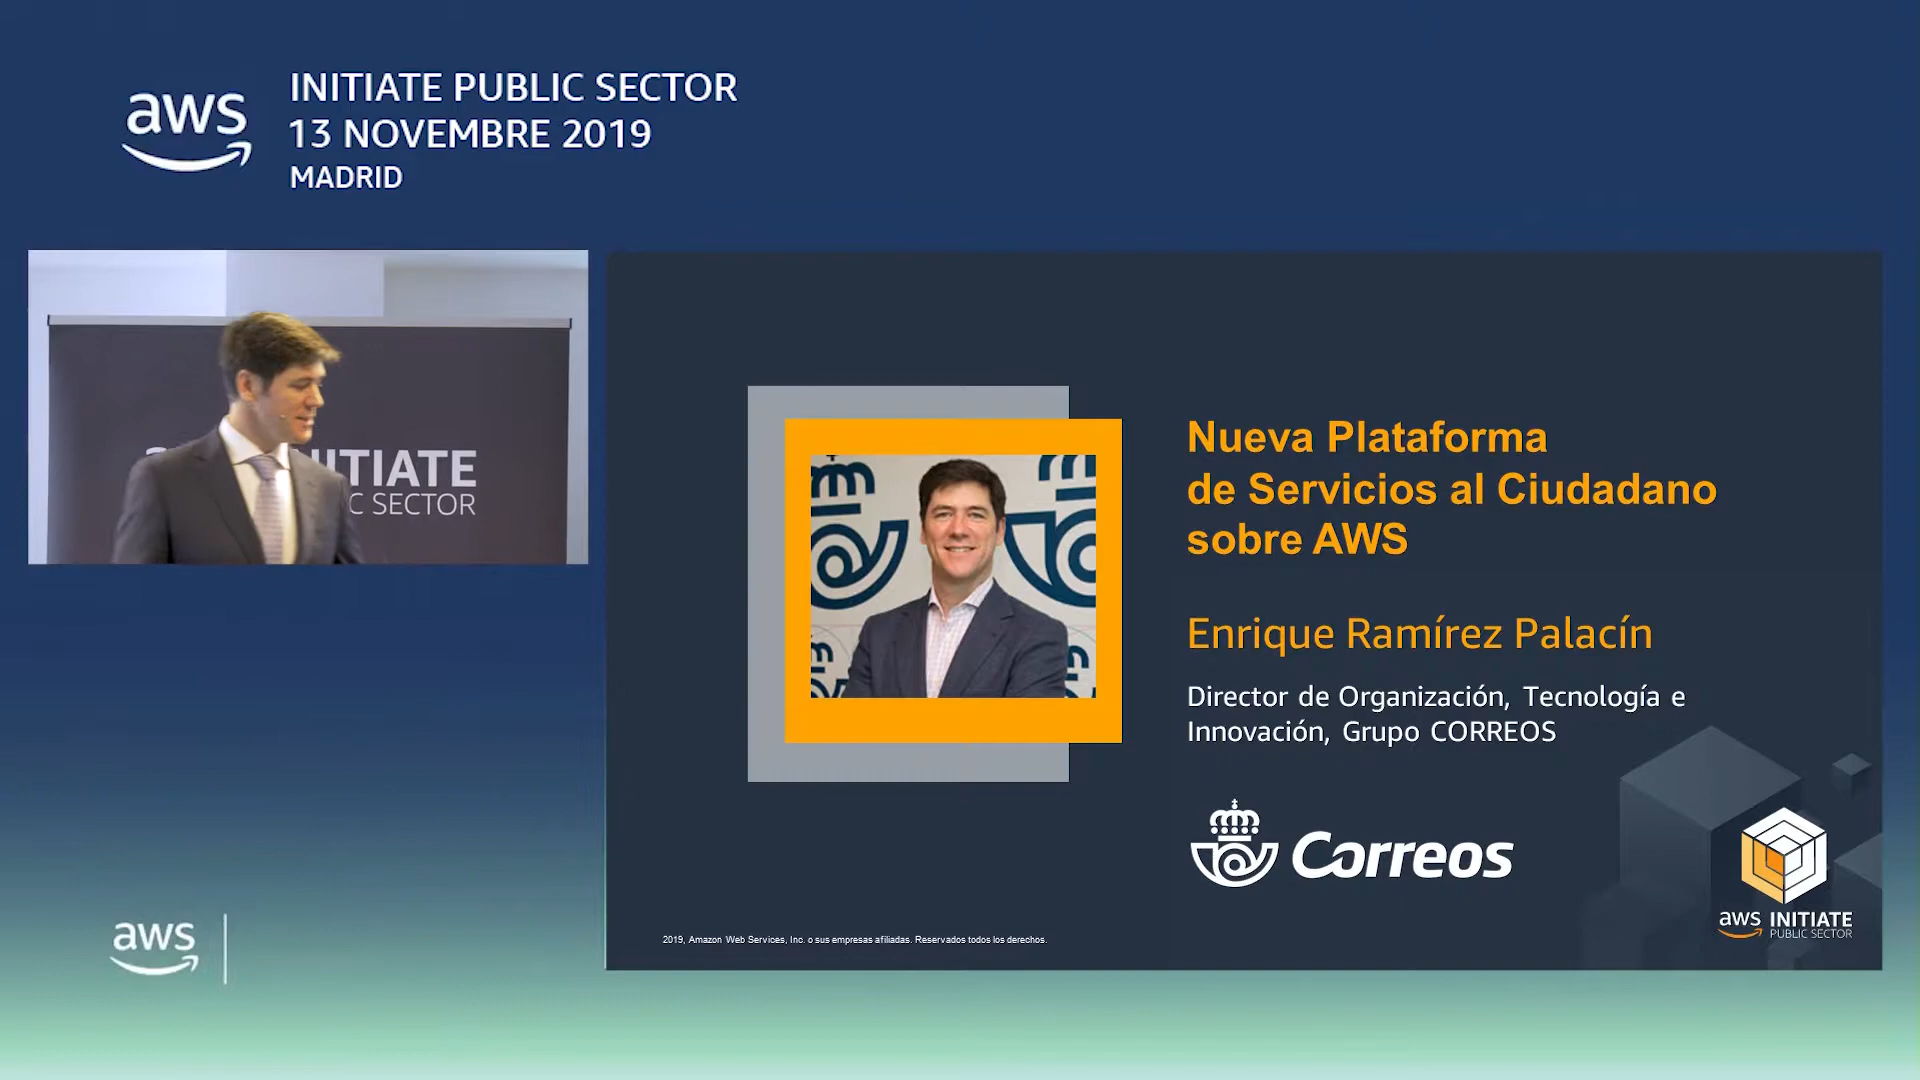 aws
INITIATE PUBLIC SECTOR
13 NOVEMBRE 2019
MADRID
INITIATE
C SECTOR
Nueva Plataforma
de Servicios al Ciudadano
sobre AWS
Enrique Ramírez Palacín
Director de Organización, Tecnología e
Innovación, Grupo CORREOS
Correos
aws INITIATE
PUBLIC SECTOR
2019, Amazon Web Services, Inc. o sus empresas afiliadas. Reservados todos los derechos.
aws